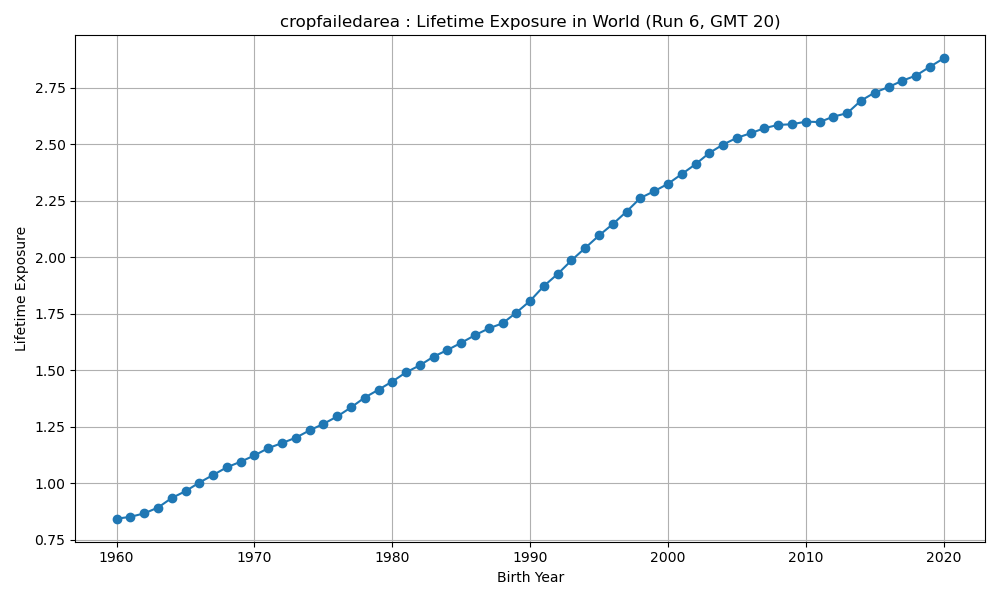 cropfailedarea : Lifetime Exposure in World (Run 6, GMT 20)
Lifetime Exposure
2.75
2.50
2.25
2.00
1.75
1.50
1.25
1.00
0.75
1960 1970 1980 1990 2000 2010 2020
Birth Year